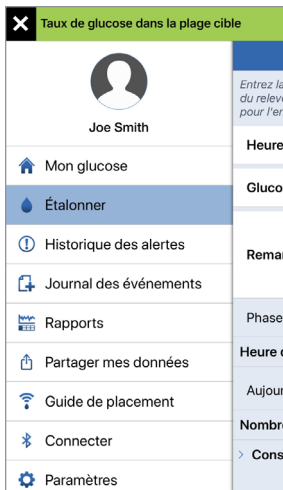 Taux de glucose dans la plage cible
Joe Smith
Mon glucose
Étalonner
Historique des alertes
Journal des événements
Rapports
Partager mes données
Guide de placement
Connecter
Paramètres
Entrez la
du relevé
pour l'en
Heure
Gluco
Remar
Phase
Heure d
Aujour
Nombre
Cons